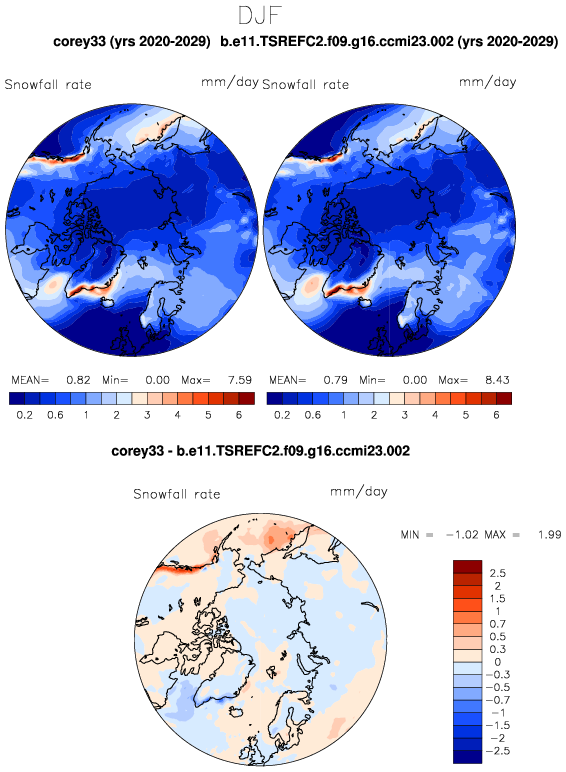 DJF
corey33 (yrs 2020-2029) b.e11.TSREFC2.f09.g16.ccmi23.002 (yrs 2020-2029)
Snowfall rate mm/day Snowfall rate mm/day
MEAN= 0.82 Min= 0.00 Max= 7.59 MEAN= 0.79 Min= 0.00 Max= 8.43
0.2 0.6 1 2 3 4 5 6 0.2 0.6 1 2 3 4 5 6
corey33 - b.e11.TSREFC2.f09.g16.ccmi23.002
Snowfall rate mm/day
MIN = -1.02 MAX = 1.99
2.5
2
1.5
1
0.7
0.5
0.3
0
-0.3
-0.5
-0.7
-1
-1.5
-2
-2.5